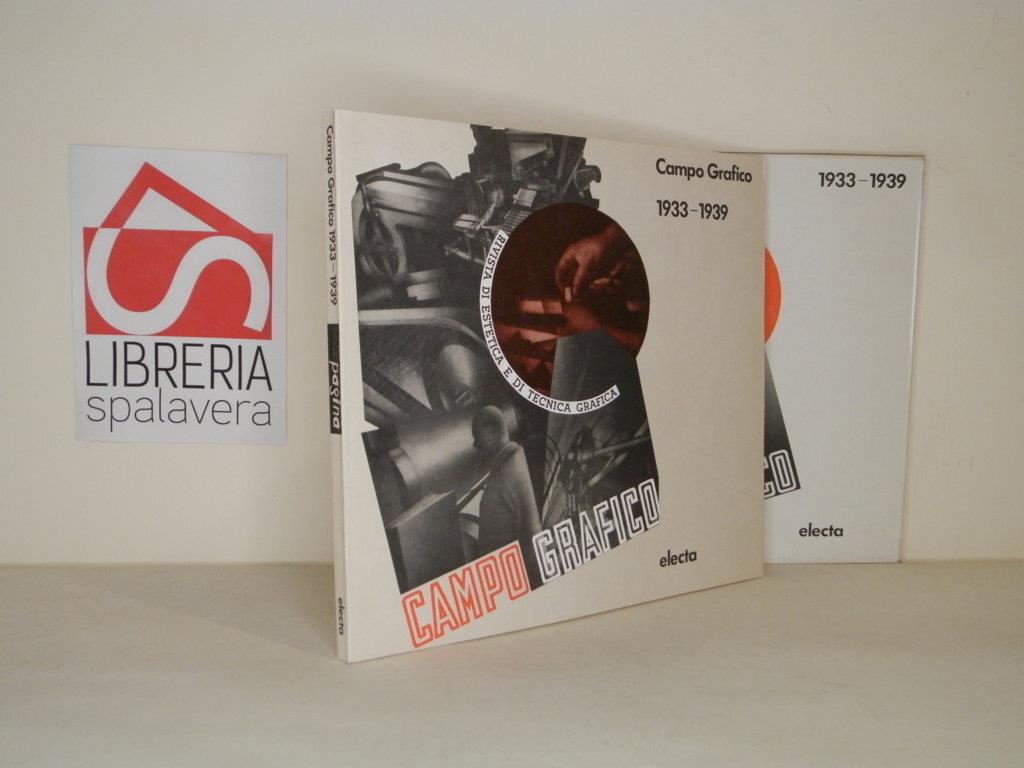 LIBRERIA
spalavera
Campo Grafico 1933-1939
pagina
electa
Campo Grafico
1933-1939
RIVISTA DI ESTETICA E DI TECNICA GRAFICA
CAMPO GRAFICO
electa
1933-1939
CO
electa